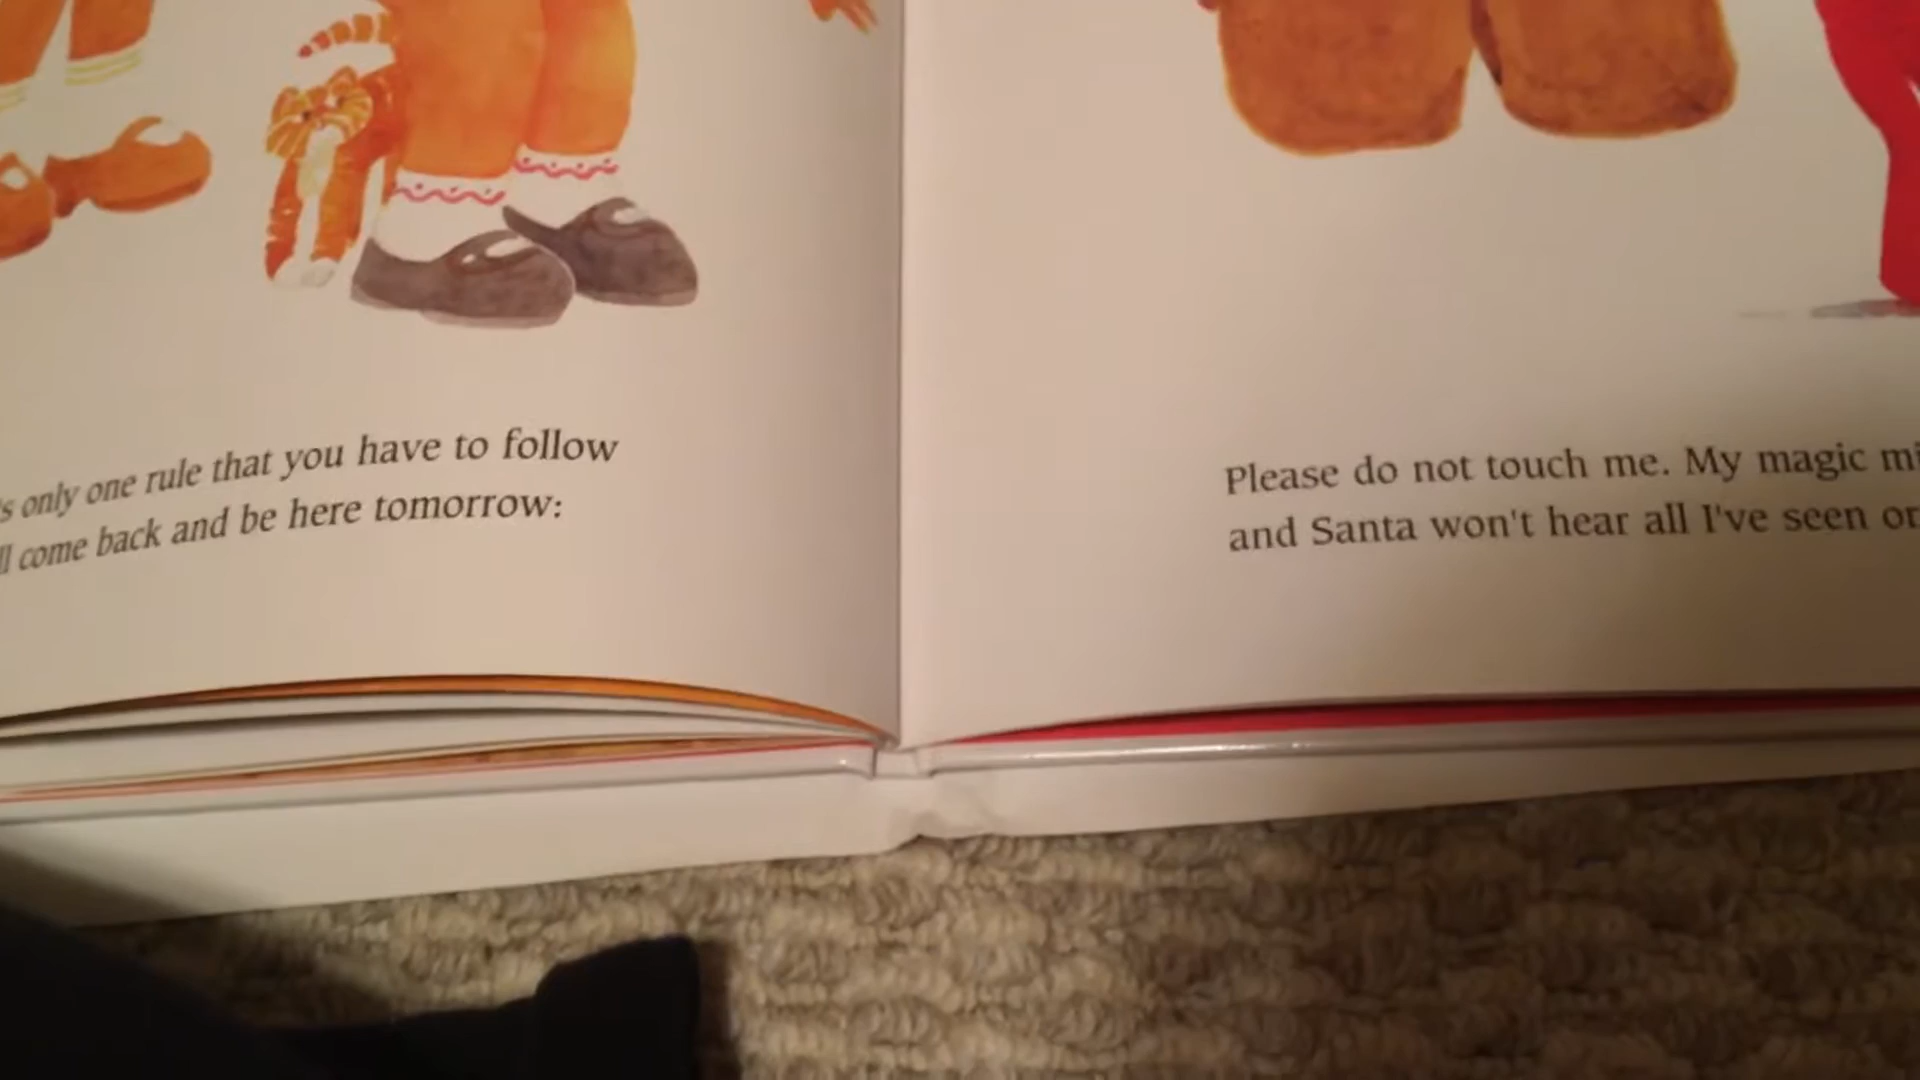 only one rule that you have to follow
come back and be here tomorrow:
Please do not touch me. My magic
and Santa won't hear all I've seen